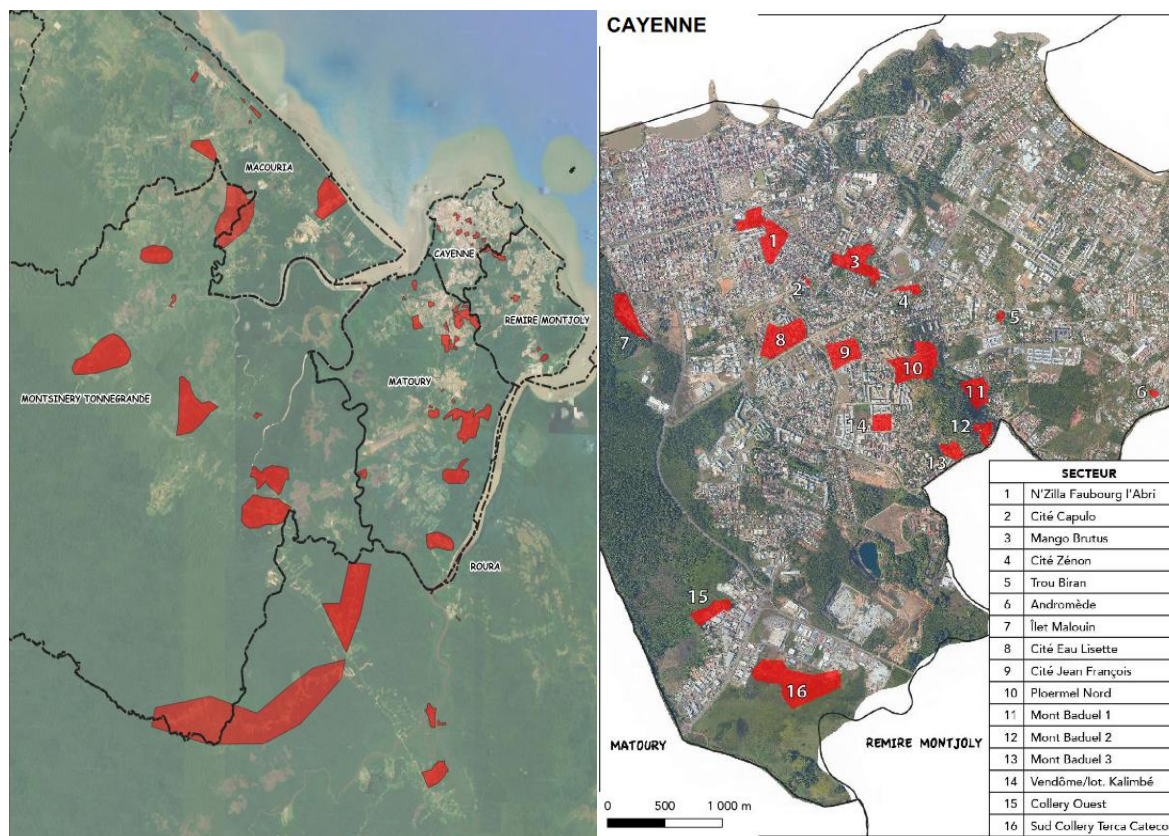 MACOURIA
CAYENNE
REMIRE MONTJOLY
MATOURY
MONTSINERY TONNEGRANDE
ROURA
CAYENNE
1
3
2
4
5
7
8
9
10
11
6
14
12
13
15
16
MATOURY
REMIRE MONTJOLY
0 500 1 000 m
SECTEUR
1 N'Zilla Faubourg l'Abri
2 Cité Capulo
3 Mango Brutus
4 Cité Zénon
5 Trou Biran
6 Andromède
7 Îlet Malouin
8 Cité Eau Lisette
9 Cité Jean François
10 Ploermel Nord
11 Mont Baduel 1
12 Mont Baduel 2
13 Mont Baduel 3
14 Vendôme/lot. Kalimbé
15 Collery Ouest
16 Sud Collery Terca Cateco